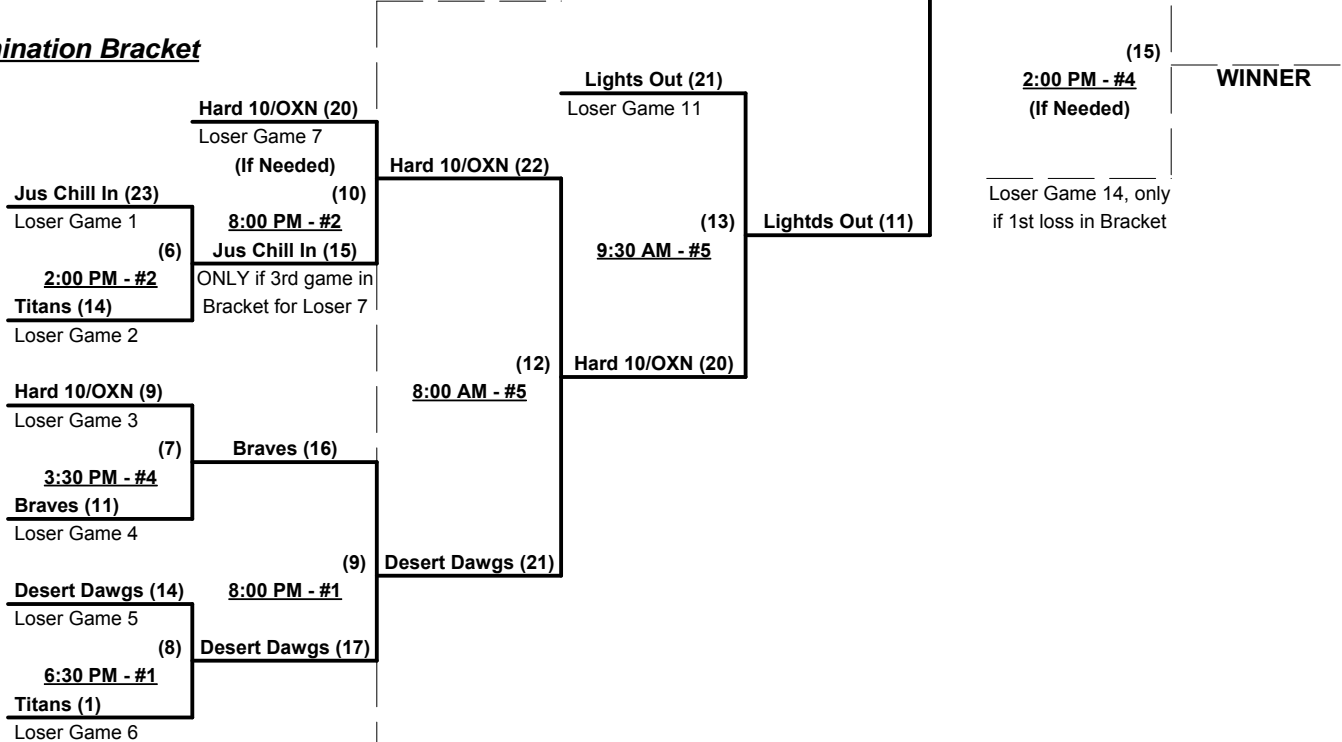 mination Bracket
(15)
Lights Out (21)
2:00 PM - #4
WINNER
Hard 10/OXN (20)
Loser Game 11
(If Needed)
Loser Game 7
(If Needed)
Hard 10/OXN (22)
Jus Chill In (23)
(10)
Loser Game 14, only
Loser Game 1
8:00 PM - #2
(13)
Lightds Out (11)
if 1st loss in Bracket
(6)
Jus Chill In (15)
9:30 AM - #5
2:00 PM - #2
ONLY if 3rd game in
Titans (14)
Bracket for Loser 7
Loser Game 2
(12)
Hard 10/OXN (20)
Hard 10/OXN (9)
8:00 AM - #5
Loser Game 3
(7)
Braves (16)
3:30 PM - #4
Braves (11)
Loser Game 4
(9)
Desert Dawgs (21)
Desert Dawgs (14)
8:00 PM - #1
Loser Game 5
(8)
Desert Dawgs (17)
6:30 PM - #1
Titans (1)
Loser Game 6